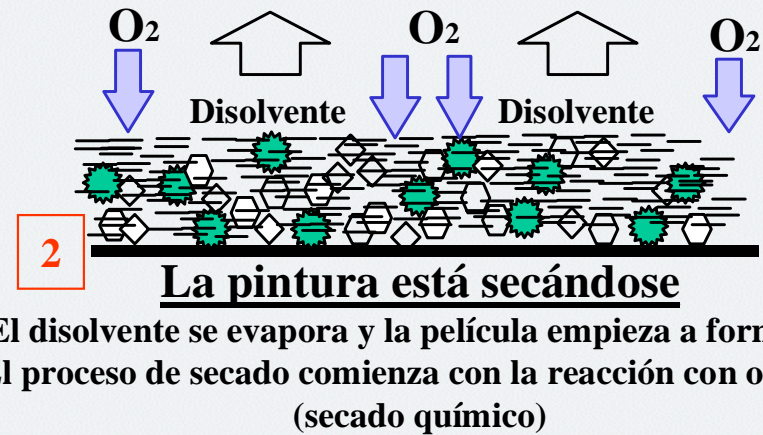 O2 O2 O2
Disolvente Disolvente
2
La pintura está secándose
El disolvente se evapora y la película empieza a
El proceso de secado comienza con la reacción con
(secado químico)